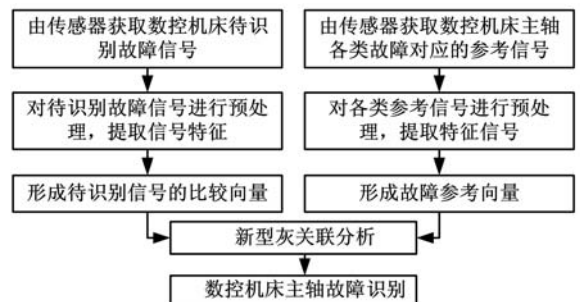 由传感器获取数控机床待识
别故障信号
由传感器获取数控机床主轴
各类故障对应的参考信号
对待识别故障信号进行预处
理，提取信号特征
对各类参考信号进行预处
理，提取特征信号
形成待识别信号的比较向量
形成故障参考向量
新型灰关联分析
数控机床主轴故障识别